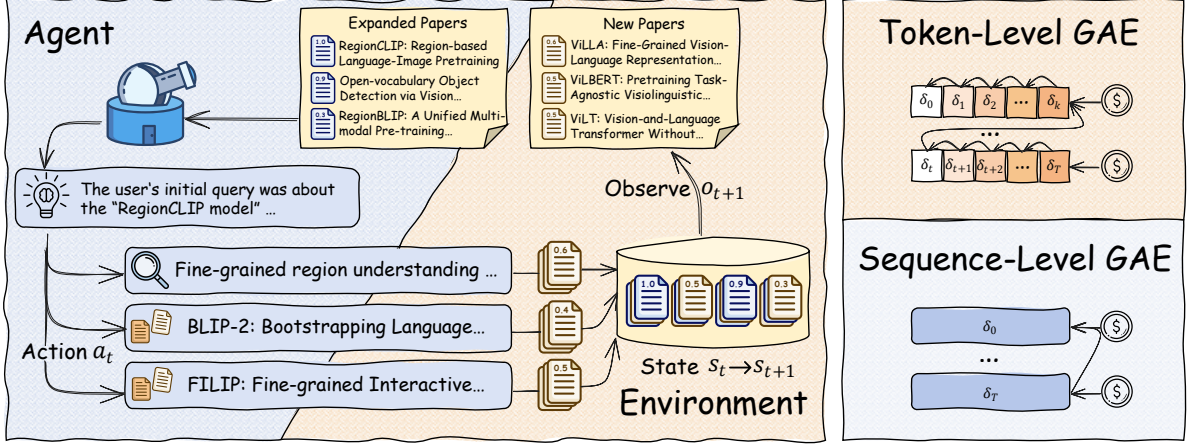 Agent
Expanded Papers
1.0
RegionCLIP: Region-based
Language-Image Pretraining
0.9
Open-vocabulary Object
Detection via Vision...
0.3
RegionBLIP: A Unified Multi-
modal Pre-training...
New Papers
0.6
ViLLA: Fine-Grained Vision-
Language Representation...
0.5
ViLBERT: Pretraining Task-
Agnostic Visiolinguistic...
0.5
ViLT: Vision-and-Language
Transformer Without...
The user's initial query was about
the "RegionCLIP model" ...
Observe o_{t+1}
Fine-grained region understanding ...
0.6
BLIP-2: Bootstrapping Language...
0.4
FILIP: Fine-grained Interactive...
0.5
Action a_t
1.0 0.5 0.9 0.3
State s_t→s_{t+1}
Environment
Token-Level GAE
δ_0 δ_1 δ_2 ... δ_k $
...
δ_t δ_{t+1} δ_{t+2} ... δ_T $
Sequence-Level GAE
δ_0 $
...
δ_T $